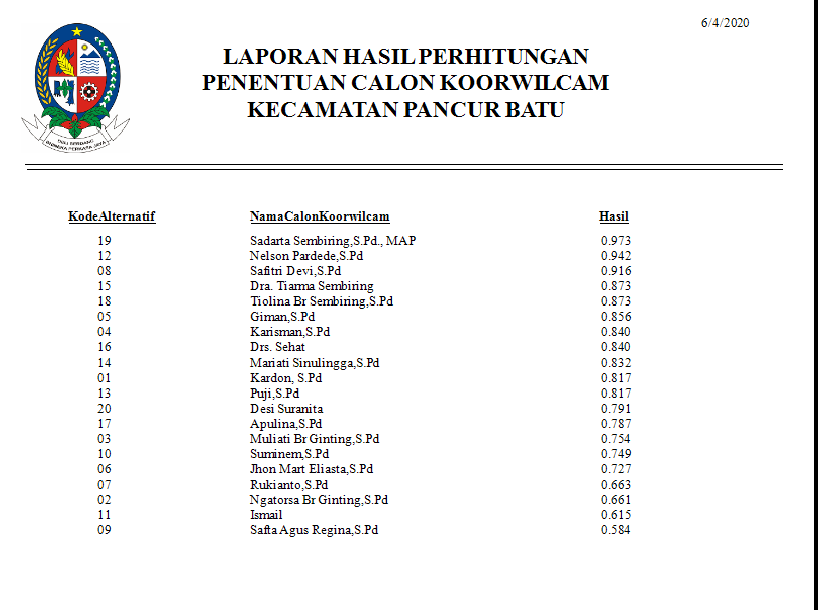 6/4/2020
LAPORAN HASIL PERHITUNGAN
PENENTUAN CALON KOORWILCAM
KECAMATAN PANCUR BATU
DELI SERDANG
BHINNEKA PERKASA JAYA
KodeAlternatif NamaCalonKoorwilcam Hasil
19 Sadarta Sembiring,S.Pd., MAP 0.973
12 Nelson Pardede,S.Pd 0.942
08 Safitri Devi,S.Pd 0.916
15 Dra. Tiarma Sembiring 0.873
18 Tiolina Br Sembiring,S.Pd 0.873
05 Giman,S.Pd 0.856
04 Karisman,S.Pd 0.840
16 Drs. Sehat 0.840
14 Mariati Sinulingga,S.Pd 0.832
01 Kardon, S.Pd 0.817
13 Puji,S.Pd 0.817
20 Desi Suranita 0.791
17 Apulina,S.Pd 0.787
03 Muliati Br Ginting,S.Pd 0.754
10 Suminem,S.Pd 0.749
06 Jhon Mart Eliasta,S.Pd 0.727
07 Rukianto,S.Pd 0.663
02 Ngatorsa Br Ginting,S.Pd 0.661
11 Ismail 0.615
09 Safta Agus Regina,S.Pd 0.584